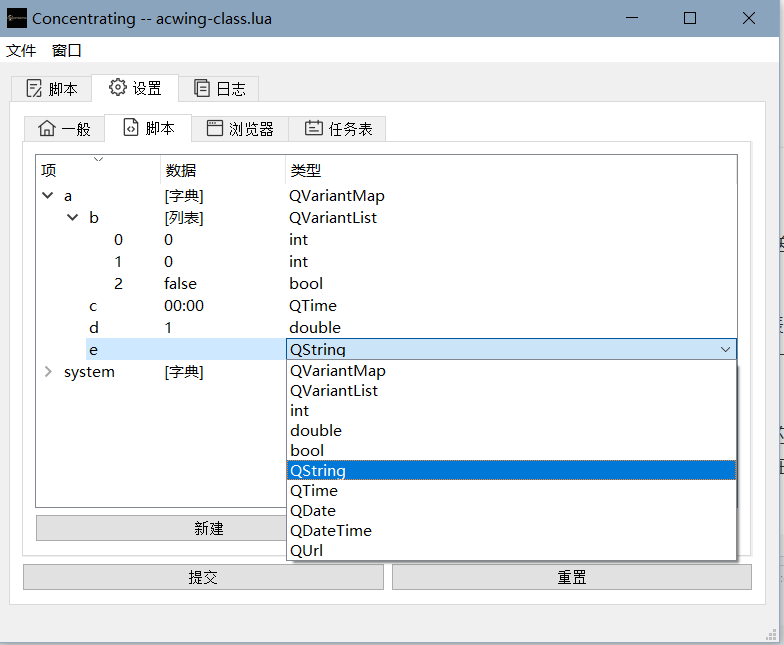 Concentrating -- acwing-class.lua
文件 窗口
脚本 设置 日志
一般 脚本 浏览器 任务表
项 数据 类型
a [字典] QVariantMap
b [列表] QVariantList
0 0 int
1 0 int
2 false bool
c 00:00 QTime
d 1 double
e QString
system [字典]
QVariantMap
QVariantList
int
double
bool
QString
QTime
QDate
QDateTime
QUrl
新建
提交 重置